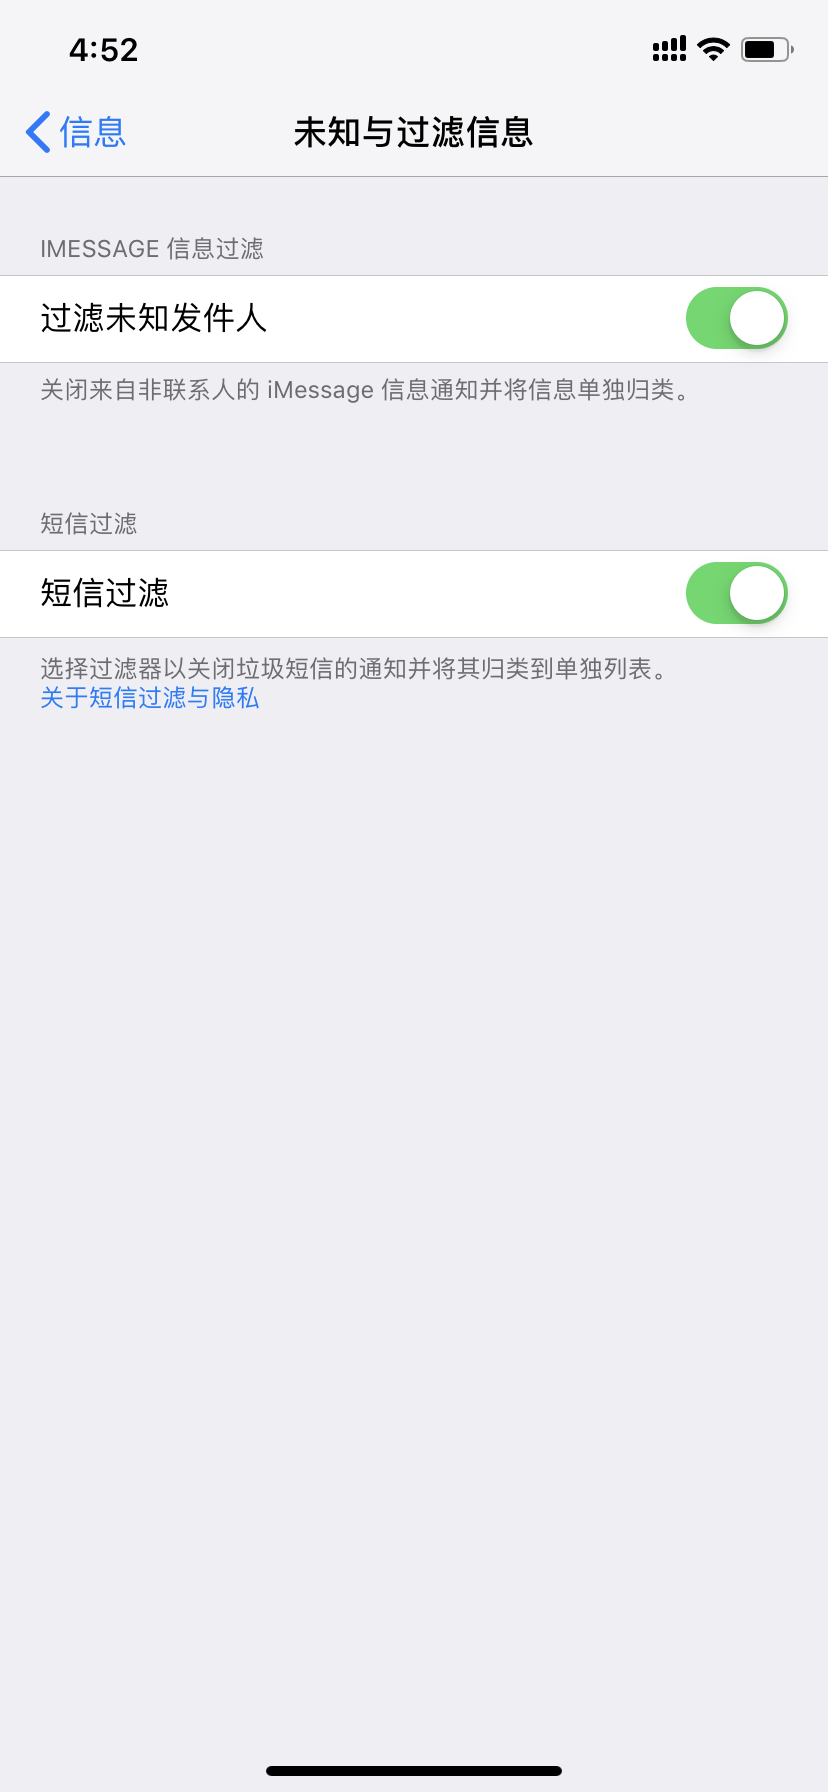 4:52
信息
未知与过滤信息
IMESSAGE 信息过滤
过滤未知发件人
关闭来自非联系人的 iMessage 信息通知并将信息单独归类。
短信过滤
短信过滤
选择过滤器以关闭垃圾短信的通知并将其归类到单独列表。
关于短信过滤与隐私